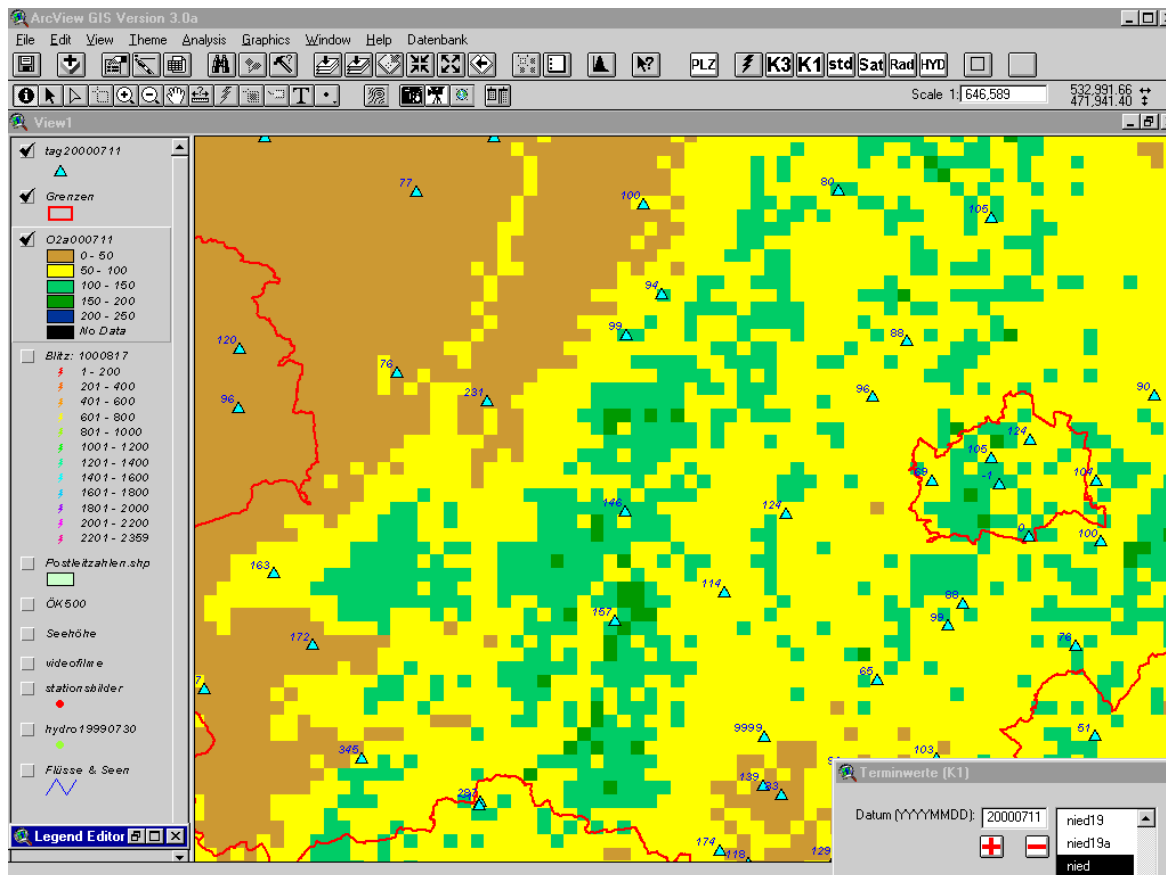 ArcView GIS Version 3.0a
File Edit View Theme Analysis Graphics Window Help Datenbank
PLZ K3 K1 std Sat Rad HYD
T Scale 1: 646,589 532,991.66
471,941.40
View1
tag20000711
Grenzen
O2a000711
0 - 50
50 - 100
100 - 150
150 - 200
200 - 250
No Data
Blitz: 1000817
1 - 200
201 - 400
401 - 600
601 - 800
801 - 1000
1001 - 1200
1201 - 1400
1401 - 1600
1601 - 1800
1801 - 2000
2001 - 2200
2201 - 2359
Postleitzahlen.shp
ÖK500
Seehöhe
videofilme
stationsbilder
hydro19990730
Flüsse & Seen
Legend Editor
77
100
80
105
94
99
88
120
76
96
231
96
90
124
105
-1
104
146
124
0
100
163
114
88
157
99
172
76
65
7
9999
51
345
103
139
174
118
129
Terminwerte (K1)
Datum (YYYYMMDD): 20000711
nied19
nied19a
nied